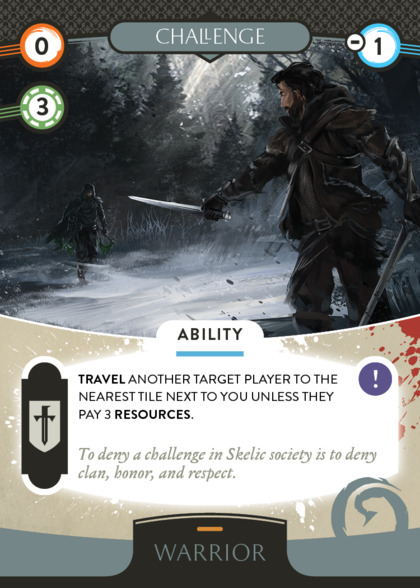 CHALLENGE
0
-1
3
ABILITY
TRAVEL ANOTHER TARGET PLAYER TO THE
NEAREST TILE NEXT TO YOU UNLESS THEY
PAY 3 RESOURCES.
!
To deny a challenge in Skelic society is to deny
clan, honor, and respect.
WARRIOR